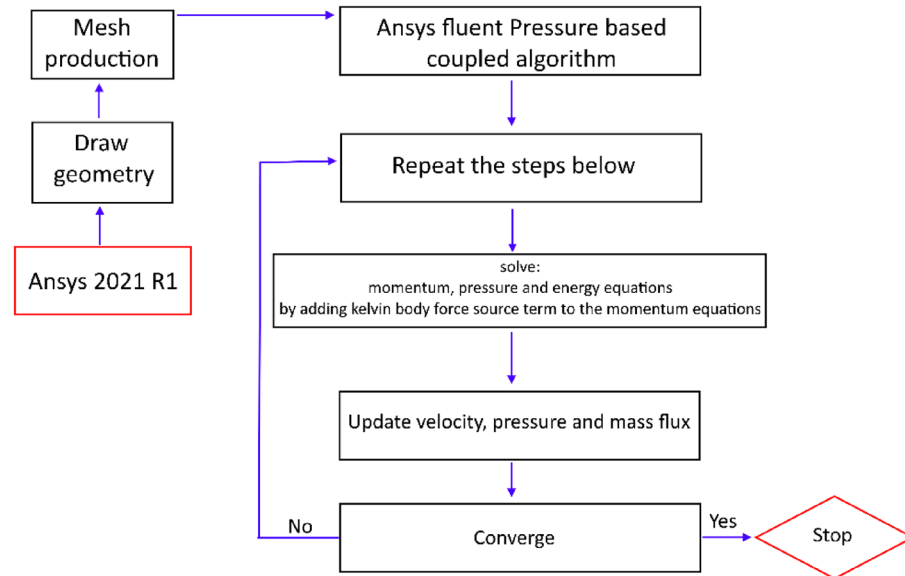 Mesh
production
Ansys fluent Pressure based
coupled algorithm
Draw
geometry
Repeat the steps below
Ansys 2021 R1
solve:
momentum, pressure and energy equations
by adding kelvin body force source term to the momentum equations
Update velocity, pressure and mass flux
No
Converge
Yes
Stop